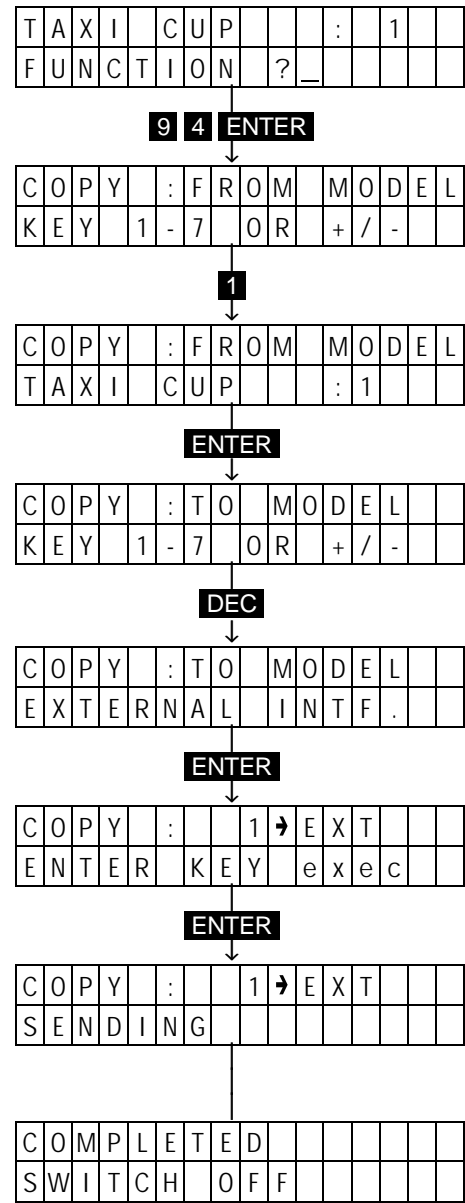 TAXI CUP : 1
FUNCTION ?_
9 4 ENTER
COPY :FROM MODEL
KEY 1-7 OR +/-
1
COPY :FROM MODEL
TAXI CUP :1
ENTER
COPY :TO MODEL
KEY 1-7 OR +/-
DEC
COPY :TO MODEL
EXTERNAL INTF.
ENTER
COPY : 1➔EXT
ENTER KEY exec
ENTER
COPY : 1➔EXT
SENDING
COMPLETED
SWITCH OFF